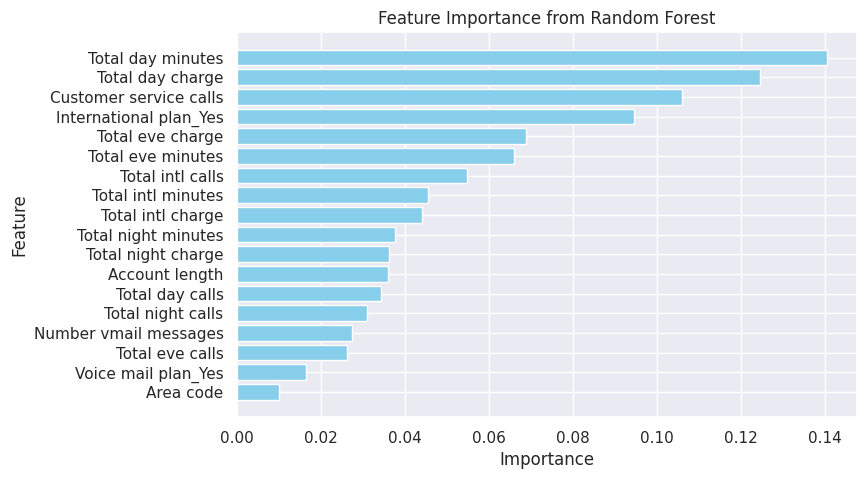 Feature Importance from Random Forest
Feature
Total day minutes
Total day charge
Customer service calls
International plan_Yes
Total eve charge
Total eve minutes
Total intl calls
Total intl minutes
Total intl charge
Total night minutes
Total night charge
Account length
Total day calls
Total night calls
Number vmail messages
Total eve calls
Voice mail plan_Yes
Area code
0.00 0.02 0.04 0.06 0.08 0.10 0.12 0.14
Importance